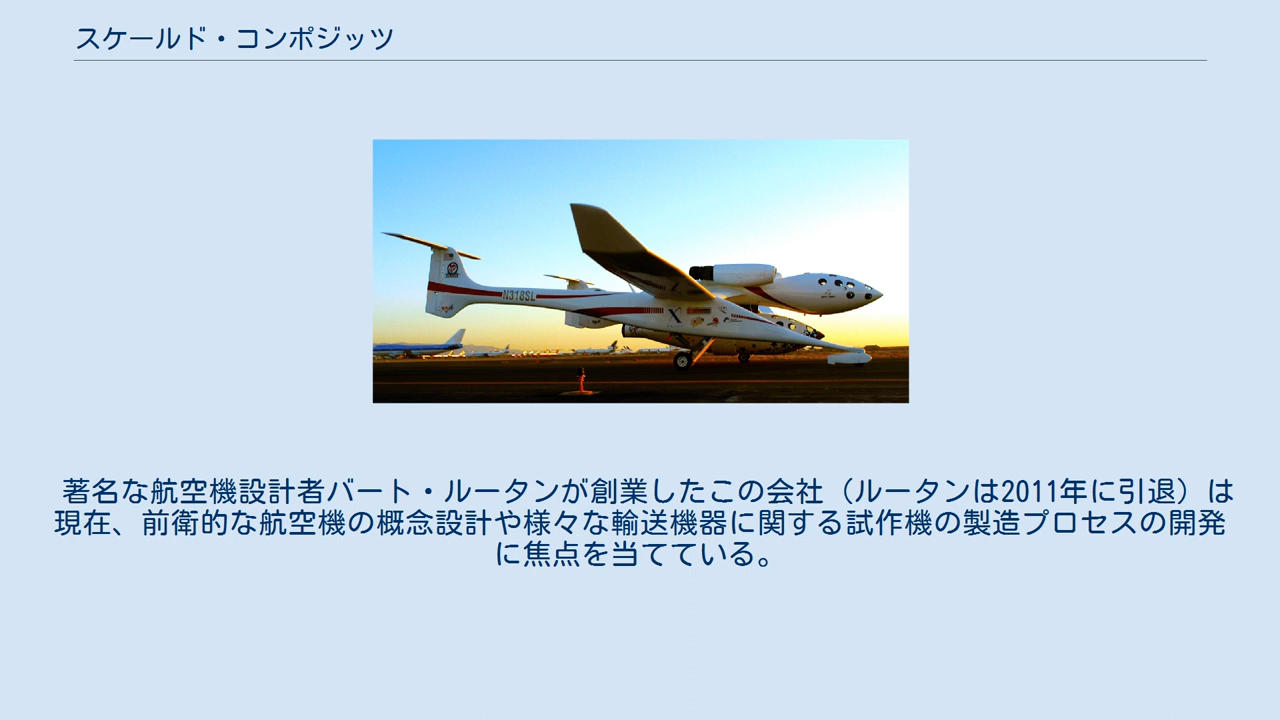 スケールド・コンポジッツ
N318SL
X
著名な航空機設計者バート・ルータンが創業したこの会社（ルータンは2011年に引退）は
現在、前衛的な航空機の概念設計や様々な輸送機器に関する試作機の製造プロセスの開発
に焦点を当てている。